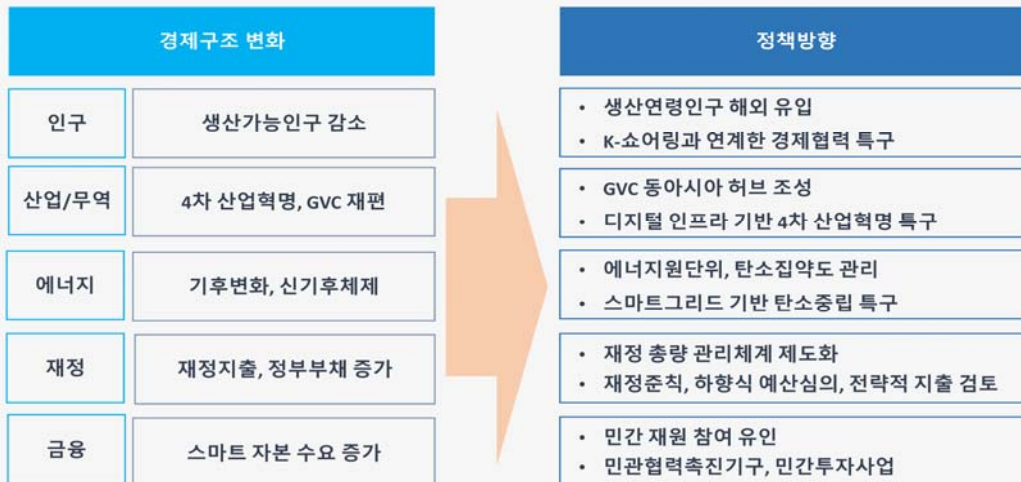 경제구조 변화
정책방향
인구
생산가능인구 감소
• 생산연령인구 해외 유입
• K-쇼어링과 연계한 경제협력 특구
산업/무역
4차 산업혁명, GVC 재편
• GVC 동아시아 허브 조성
• 디지털 인프라 기반 4차 산업혁명 특구
에너지
기후변화, 신기후체제
• 에너지원단위, 탄소집약도 관리
• 스마트그리드 기반 탄소중립 특구
재정
재정지출, 정부부채 증가
• 재정 총량 관리체계 제도화
• 재정준칙, 하향식 예산심의, 전략적 지출 검토
금융
스마트 자본 수요 증가
• 민간 재원 참여 유인
• 민관협력촉진기구, 민간투자사업